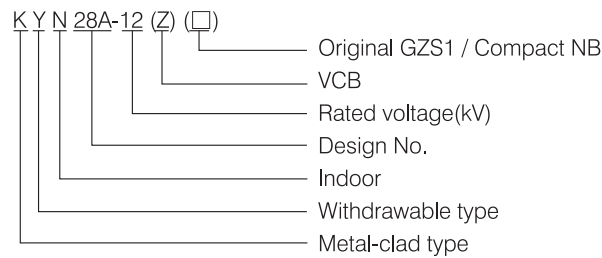 K Y N 28A-12 (Z) (□)
Original GZS1 / Compact NB
VCB
Rated voltage(kV)
Design No.
Indoor
Withdrawable type
Metal-clad type